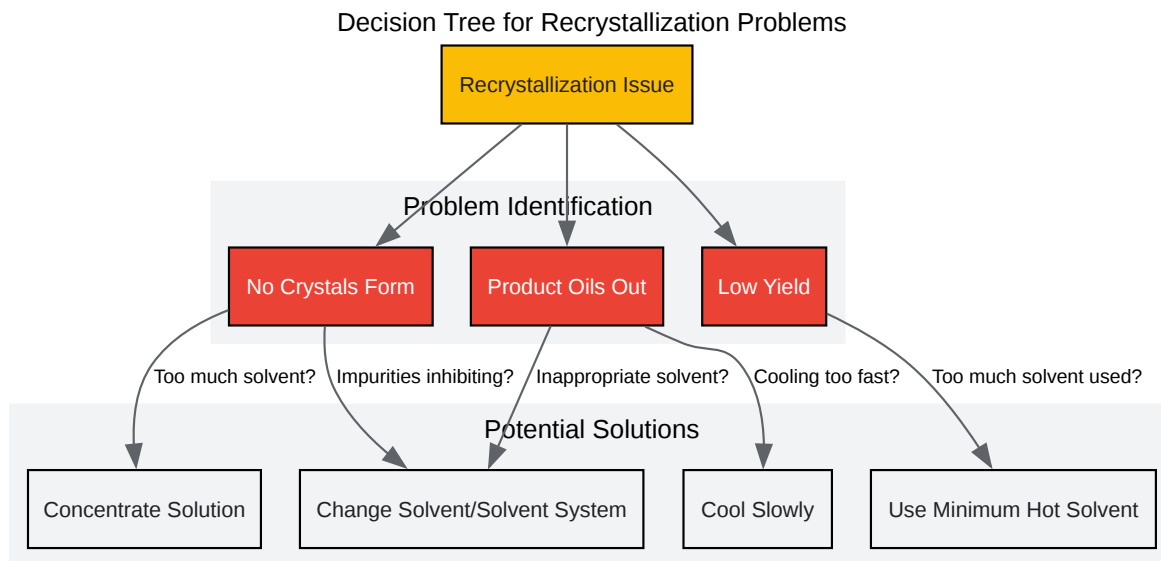 Decision Tree for Recrystallization Problems
Recrystallization Issue
Problem Identification
No Crystals Form
Product Oils Out
Low Yield
Too much solvent?
Impurities inhibiting?
Inappropriate solvent?
Cooling too fast?
Too much solvent used?
Potential Solutions
Concentrate Solution
Change Solvent/Solvent System
Cool Slowly
Use Minimum Hot Solvent